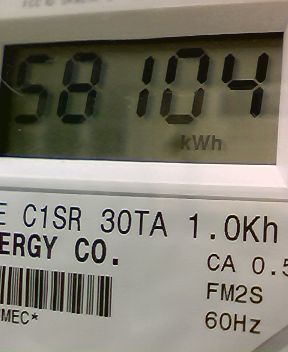 58104
kWh
E C1SR 30TA 1.0Kh
ERGY CO.
CA 0.5
FM2S
MEC*
60Hz